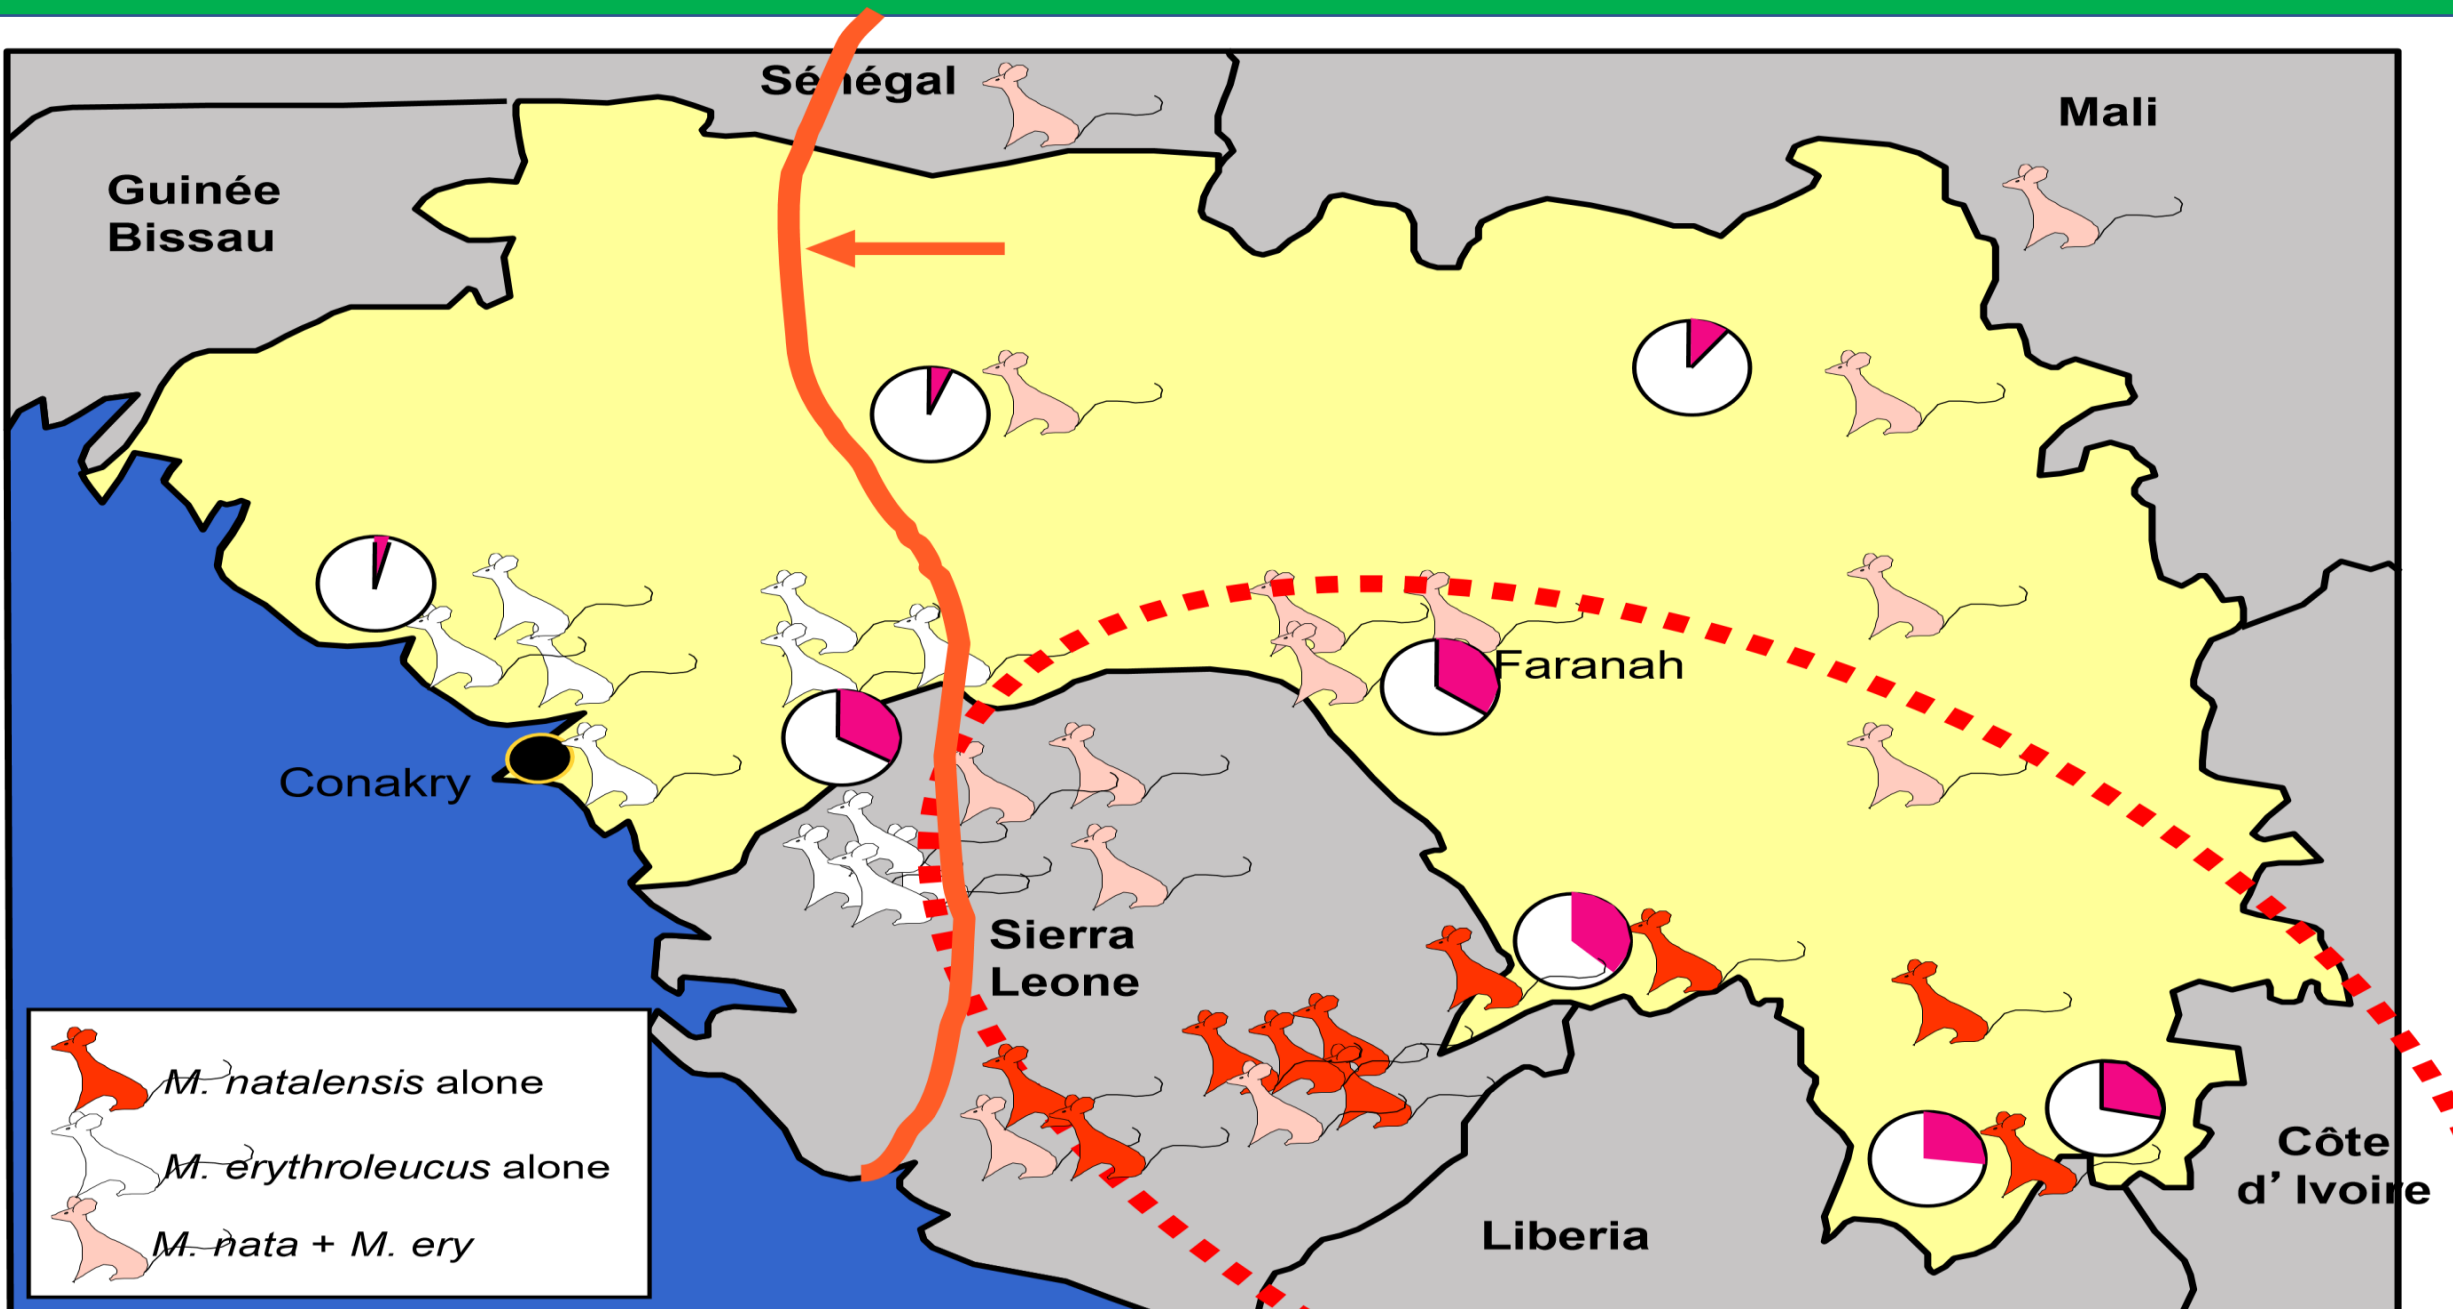 Sénégal
Mali
Guinée
Bissau
Faranah
Conakry
Sierra
Leone
M. natalensis alone
M. erythroleucus alone
M. nata + M. ery
Côte
d’ Ivoire
Liberia